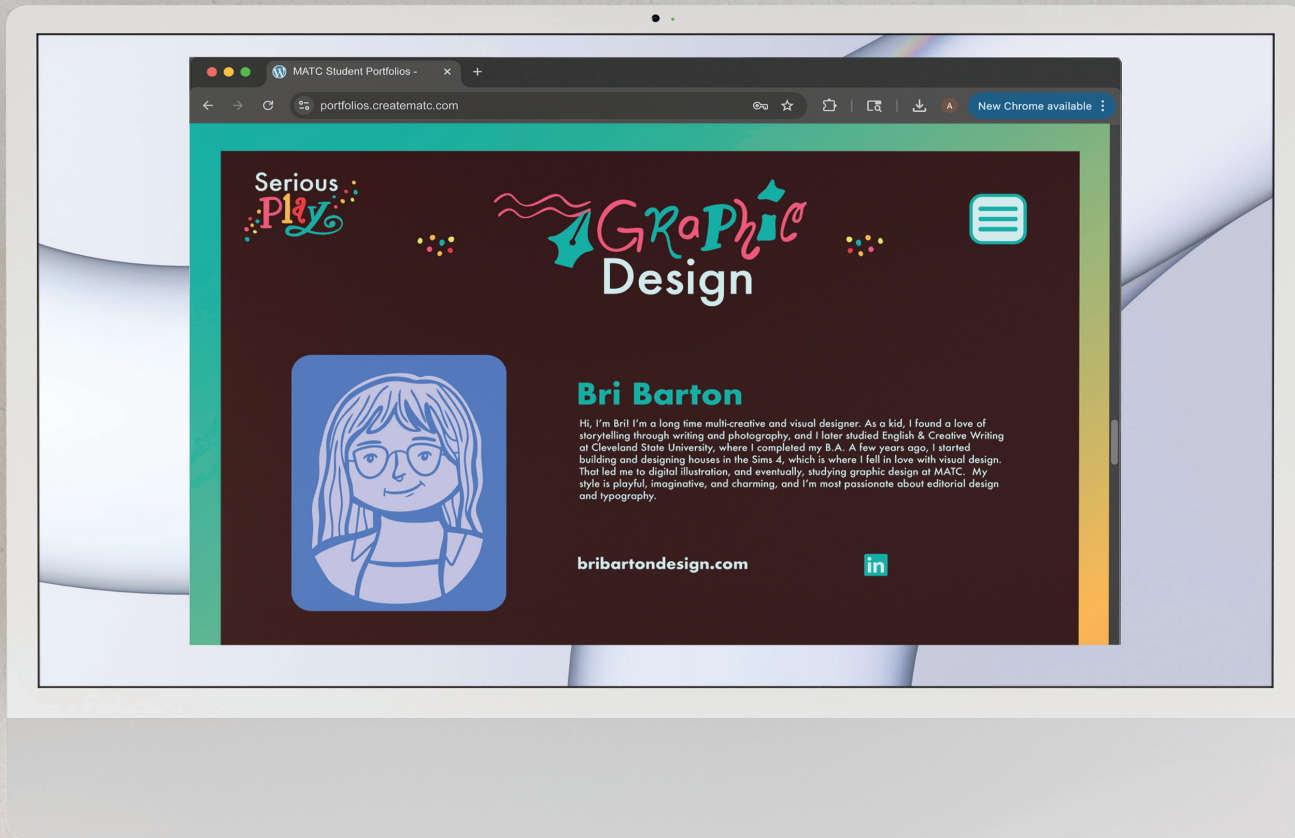 MATC Student Portfolios -
portfolios.creatematc.com
A
New Chrome available
Serious
Play
GRaPhiC
Design
Bri Barton
Hi, I'm Bri! I'm a long time multi-creative and visual designer. As a kid, I found a love of
storytelling through writing and photography, and I later studied English & Creative Writing
at Cleveland State University, where I completed my B.A. A few years ago, I started
building and designing houses in the Sims 4, which is where I fell in love with visual design.
That led me to digital illustration, and eventually, studying graphic design at MATC. My
style is playful, imaginative, and charming, and I'm most passionate about editorial design
and typography.
bribartondesign.com
in